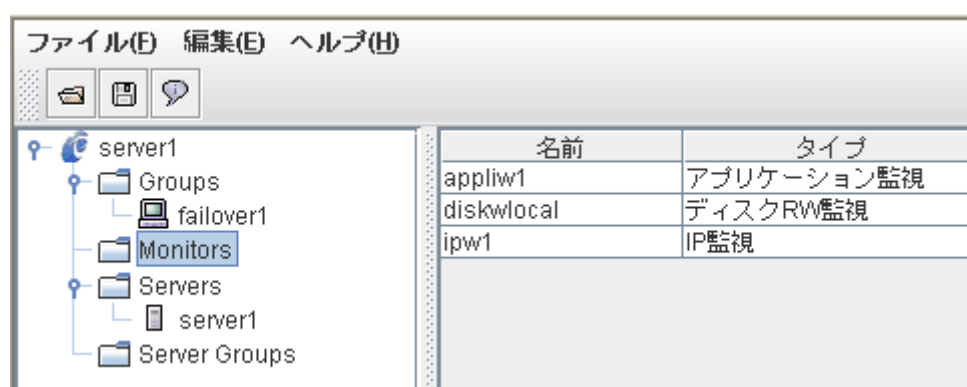 ファイル(F) 編集(E) ヘルプ(H)
server1
Groups
failover1
Monitors
Servers
server1
Server Groups
名前 タイプ
appliw1 アプリケーション監視
diskwlocal ディスクRW監視
ipw1 IP監視